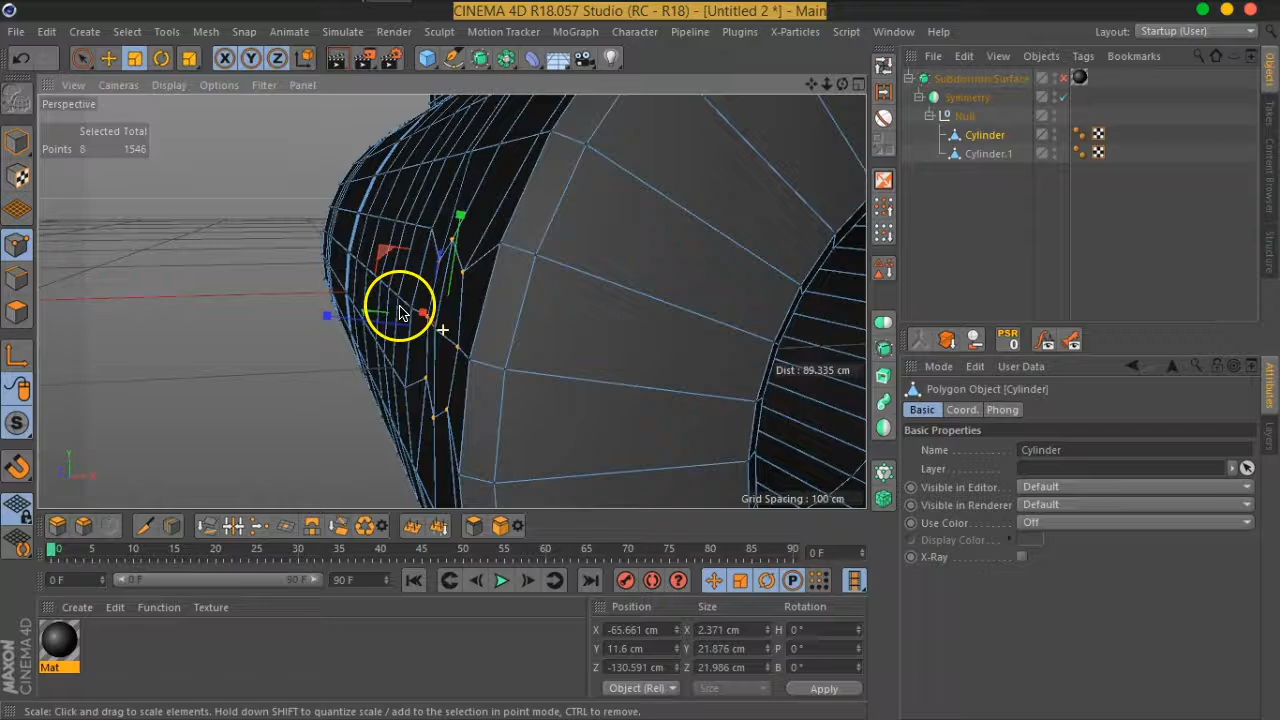 CINEMA 4D R18.057 Studio (RC - R18) - [Untitled 2 *] - Main
File Edit Create Select Tools Mesh Snap Animate Simulate Render Sculpt Motion Tracker MoGraph Character Pipeline Plugins X-Particles Script Window Help Layout: Startup (User)
X Y Z
File Edit View Objects Tags Bookmarks
View Cameras Display Options Filter Panel
Subdivision Surface
Perspective
Symmetry
Null
Selected Total
Cylinder
Points 8 1546
Cylinder.1
PSR
0
Mode Edit User Data
Dist : 89.335 cm
Polygon Object [Cylinder]
Basic Coord. Phong
Basic Properties
Name Cylinder
Layer
Visible in Editor Default
Grid Spacing : 100 cm
Visible in Renderer Default
Use Color Off
Display Color
X-Ray
0 5 10 15 20 25 30 35 40 45 50 55 60 65 70 75 80 85 90 0 F
0 F 0 F 90 F 90 F
P
Create Edit Function Texture
Position Size Rotation
X -65.661 cm X 2.371 cm H 0 °
Y 11.6 cm Y 21.876 cm P 0 °
Z -130.591 cm Z 21.986 cm B 0 °
Mat
Object (Rel) Size Apply
MAXON
CINEMA 4D
Scale: Click and drag to scale elements. Hold down SHIFT to quantize scale / add to the selection in point mode, CTRL to remove.
Object
Takes
Content Browser
Structure
Attributes
Layers